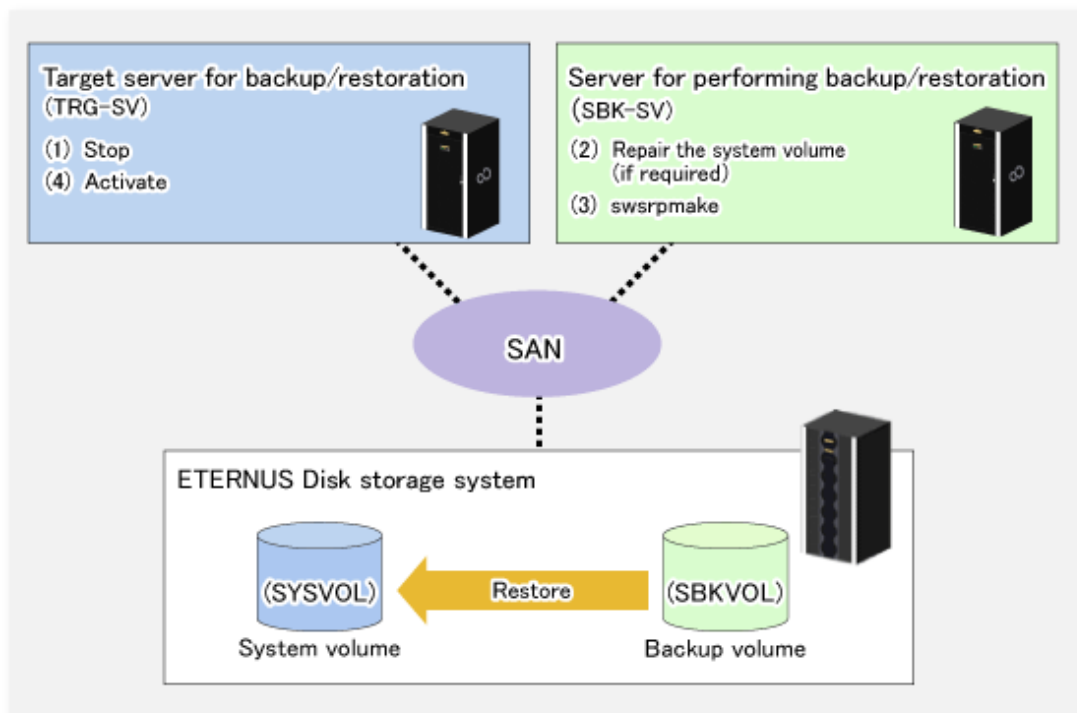 Target server for backup/restoration
(TRG-SV)
(1) Stop
(4) Activate
Server for performing backup/restoration
(SBK-SV)
(2) Repair the system volume
(if required)
(3) swsrpmake
SAN
ETERNUS Disk storage system
(SYSVOL)
Restore
(SBKVOL)
System volume
Backup volume